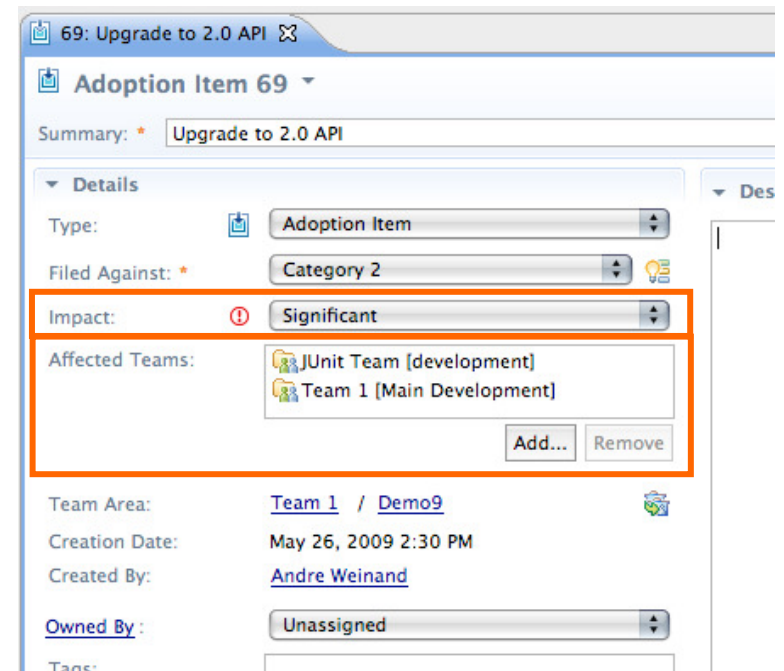 69: Upgrade to 2.0 API
Adoption Item 69
Summary: * Upgrade to 2.0 API
Details
Des
Type: Adoption Item
Filed Against: * Category 2
Impact: Significant
Affected Teams: JUnit Team [development]
Team 1 [Main Development]
Add... Remove
Team Area: Team 1 / Demo9
Creation Date: May 26, 2009 2:30 PM
Created By: Andre Weinand
Owned By : Unassigned
Tags: